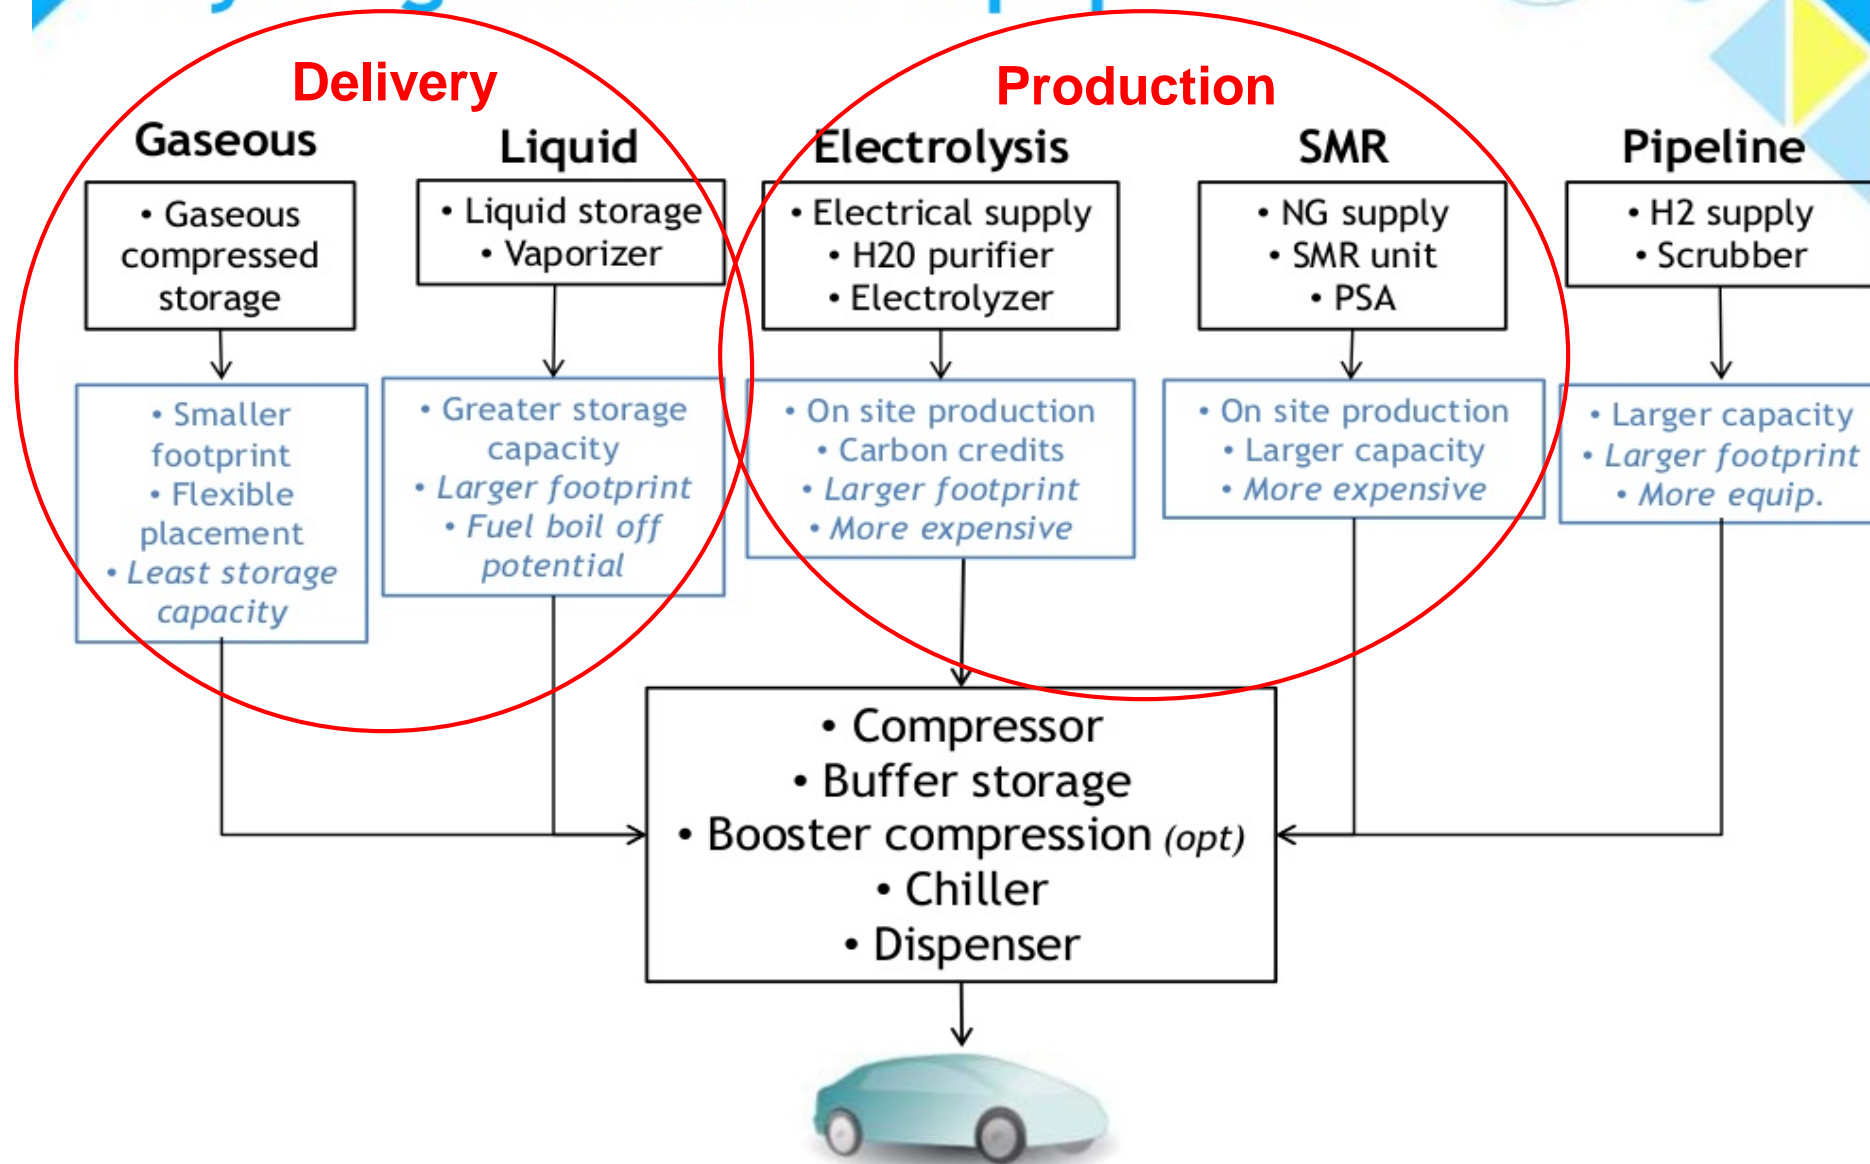 Delivery
Production
Gaseous
Liquid
Electrolysis
SMR
Pipeline
• Gaseous
compressed
storage
• Liquid storage
• Vaporizer
• Electrical supply
• H20 purifier
• Electrolyzer
• NG supply
• SMR unit
• PSA
• H2 supply
• Scrubber
• Smaller
footprint
• Flexible
placement
• Least storage
capacity
• Greater storage
capacity
• Larger footprint
• Fuel boil off
potential
• On site production
• Carbon credits
• Larger footprint
• More expensive
• On site production
• Larger capacity
• More expensive
• Larger capacity
• Larger footprint
• More equip.
• Compressor
• Buffer storage
• Booster compression (opt)
• Chiller
• Dispenser